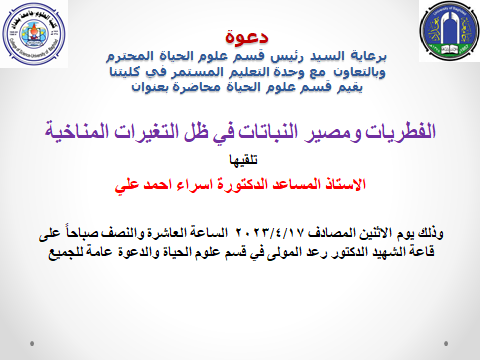 دعوة
برعاية السيد رئيس قسم علوم الحياة المحترم
وبالتعاون مع وحدة التعليم المستمر في كليتنا
يقيم قسم علوم الحياة محاضرة بعنوان
الفطريات ومصير النباتات في ظل التغيرات المناخية
تلقيها
الاستاذ المساعد الدكتورة اسراء احمد علي
وذلك يوم الاثنين المصادف ٢٠٢٣/٤/١٧ الساعة العاشرة والنصف صباحاً على
قاعة الشهيد الدكتور رعد المولى في قسم علوم الحياة والدعوة عامة للجميع